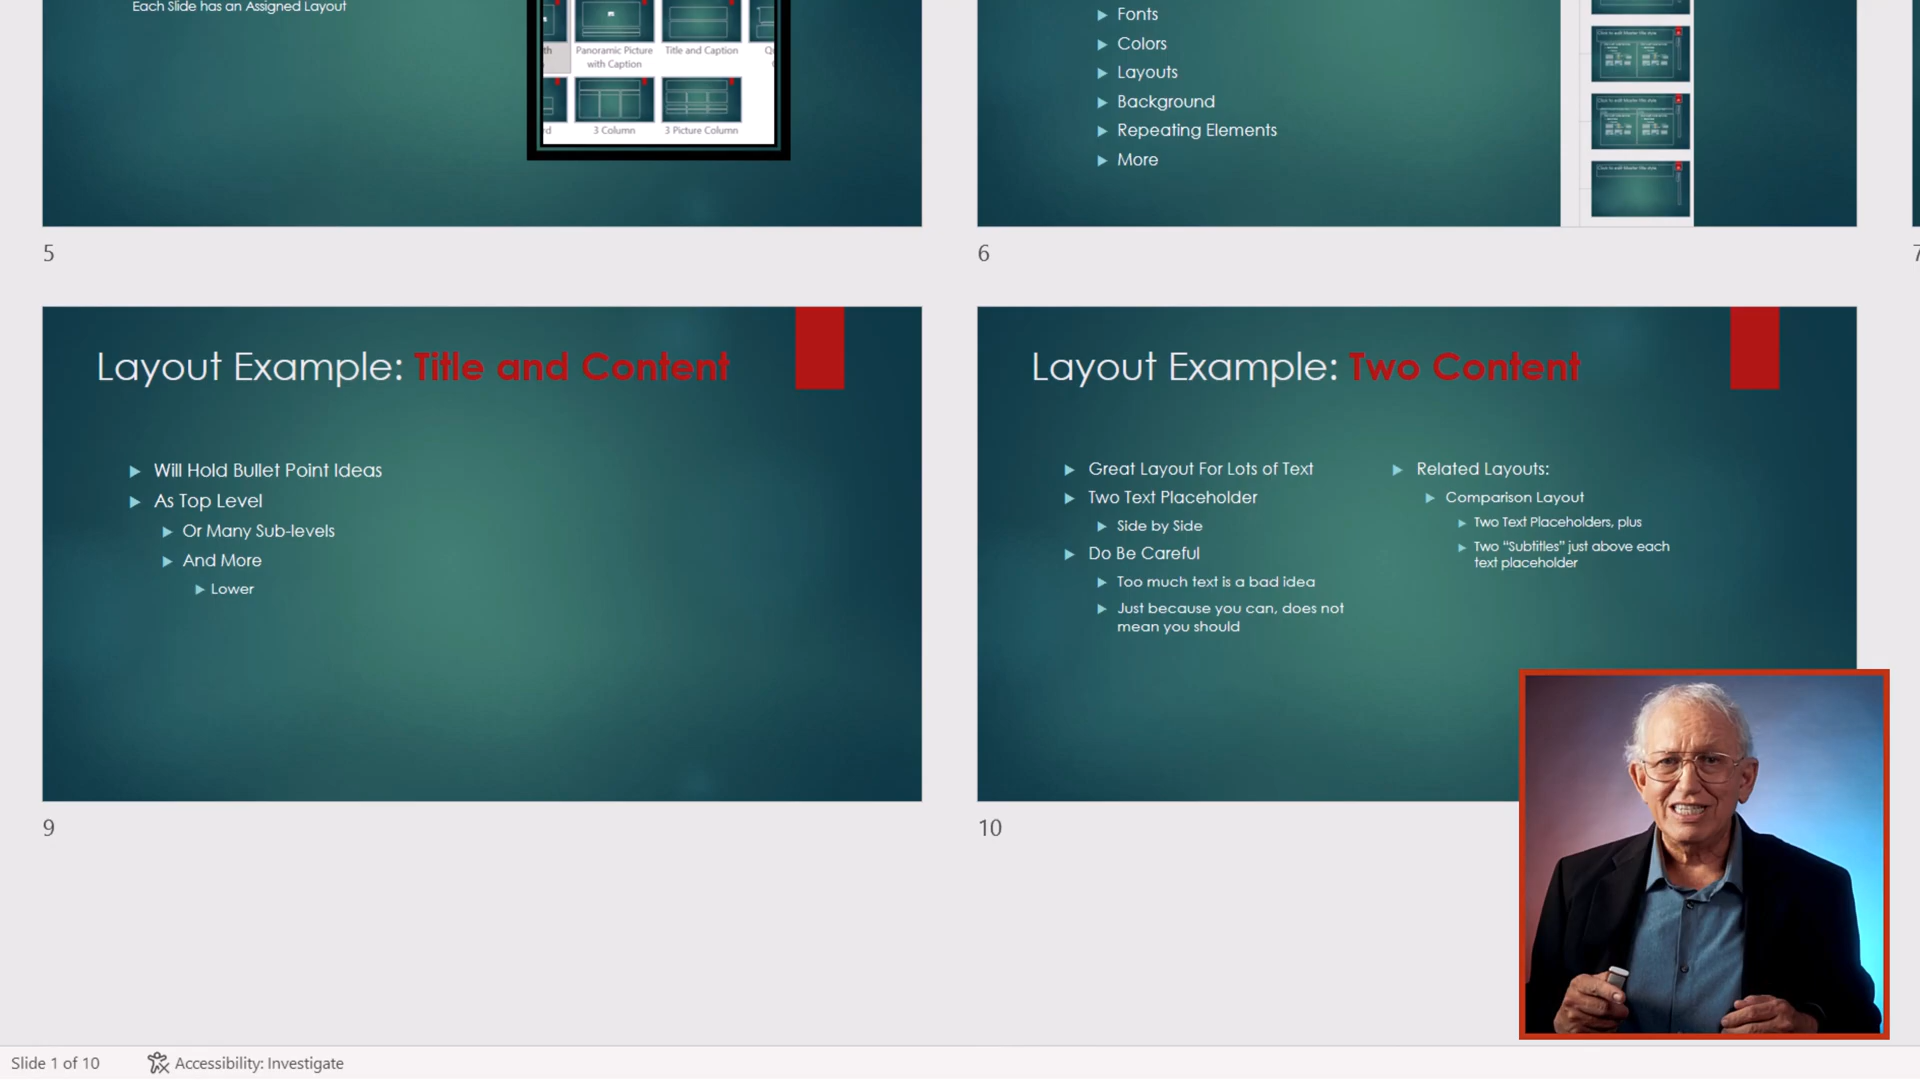 Each Slide has an Assigned Layout
th
Panoramic Picture
with Caption
Title and Caption
rd
3 Column
3 Picture Column
Fonts
Colors
Layouts
Background
Repeating Elements
More
5
6
7
Layout Example: Title and Content
Will Hold Bullet Point Ideas
As Top Level
Or Many Sub-levels
And More
Lower
Layout Example: Two Content
Great Layout For Lots of Text
Two Text Placeholder
Side by Side
Do Be Careful
Too much text is a bad idea
Just because you can, does not
mean you should
Related Layouts:
Comparison Layout
Two Text Placeholders, plus
Two “Subtitles” just above each
text placeholder
9
10
Slide 1 of 10
Accessibility: Investigate